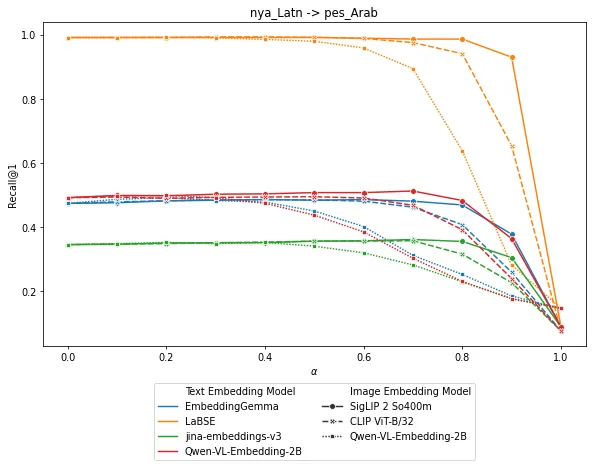 nya_Latn -> pes_Arab
Recall@1
1.0
0.8
0.6
0.4
0.2
0.0 0.2 0.4 0.6 0.8 1.0
α
Text Embedding Model Image Embedding Model
EmbeddingGemma SigLIP 2 So400m
LaBSE CLIP ViT-B/32
jina-embeddings-v3 Qwen-VL-Embedding-2B
Qwen-VL-Embedding-2B